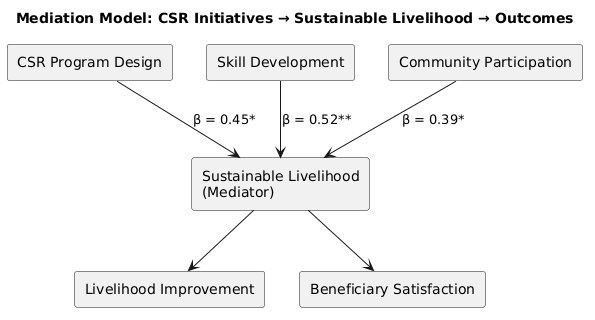 Mediation Model: CSR Initiatives → Sustainable Livelihood → Outcomes
CSR Program Design
Skill Development
Community Participation
β = 0.45*
β = 0.52**
β = 0.39*
Sustainable Livelihood
(Mediator)
Livelihood Improvement
Beneficiary Satisfaction